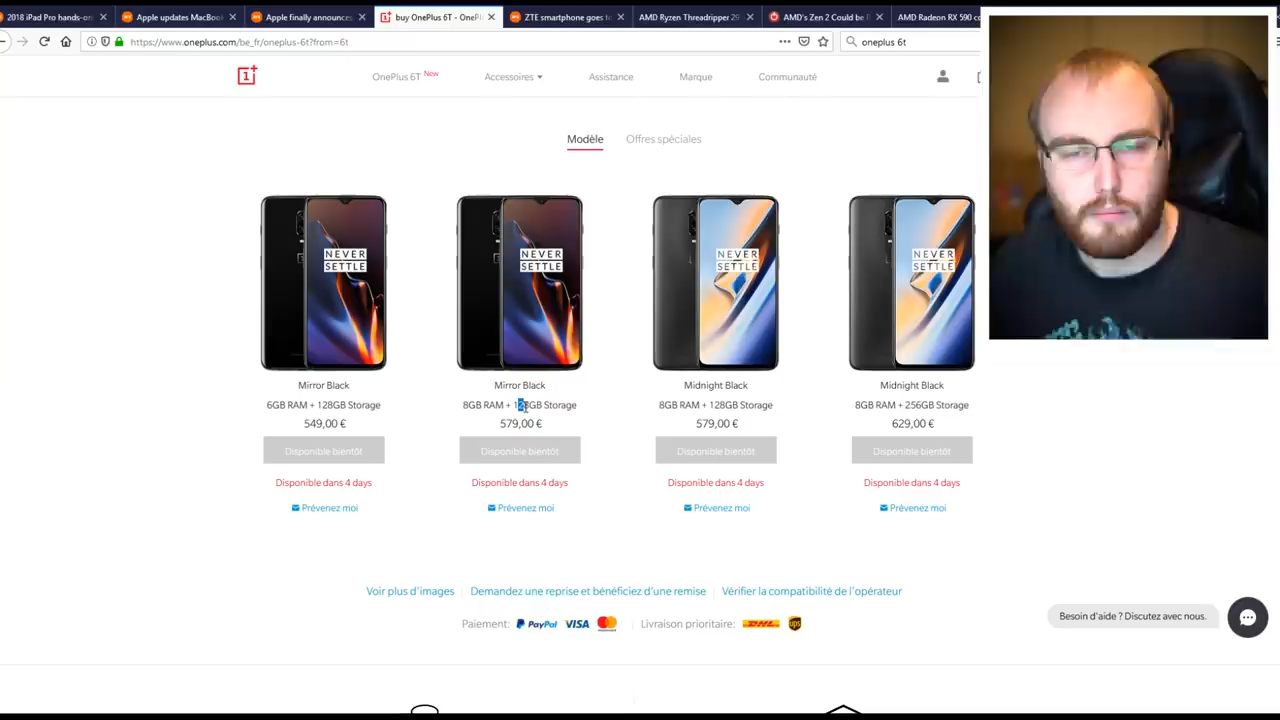 2018 iPad Pro hands-on
Apple updates MacBook
Apple finally announces
buy OnePlus 6T - OnePl
ZTE smartphone goes t
AMD Ryzen Threadripper 29
AMD's Zen 2 Could be
AMD Radeon RX 590 co
https://www.oneplus.com/be_fr/oneplus-6t?from=6t
oneplus 6t
OnePlus 6T New
Accessoires
Assistance
Marque
Communauté
Modèle
Offres spéciales
NEVER SETTLE
NEVER SETTLE
NEVER SETTLE
NEVER SETTLE
Mirror Black
Mirror Black
Midnight Black
Midnight Black
6GB RAM + 128GB Storage
8GB RAM + 128GB Storage
8GB RAM + 128GB Storage
8GB RAM + 256GB Storage
549,00 €
579,00 €
579,00 €
629,00 €
Disponible bientôt
Disponible bientôt
Disponible bientôt
Disponible bientôt
Disponible dans 4 days
Disponible dans 4 days
Disponible dans 4 days
Disponible dans 4 days
Prévenez moi
Prévenez moi
Prévenez moi
Prévenez moi
Voir plus d'images
Demandez une reprise et bénéficiez d'une remise
Vérifier la compatibilité de l'opérateur
Paiement:
PayPal
VISA
Livraison prioritaire:
DHL
ups
Besoin d'aide ? Discutez avec nous.